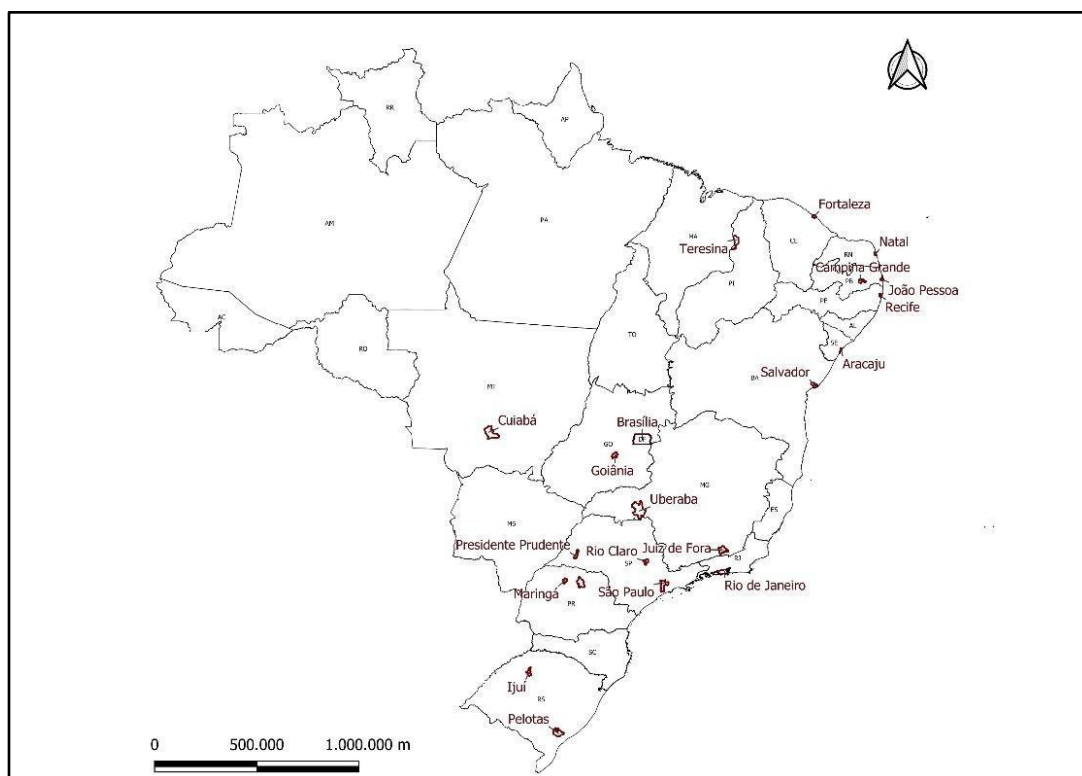 RR
AP
AM
PA
Fortaleza
MA
CE
Teresina
RN
Natal
Campina Grande
PB
João Pessoa
PI
PE
Recife
AC
AL
TO
SE
RO
Aracaju
MT
Salvador
BA
Cuiabá
Brasília
DF
GO
Goiânia
MG
Uberaba
ES
MS
Presidente Prudente
Rio Claro
Juiz de Fora
SP
RJ
Maringa
São Paulo
Rio de Janeiro
PR
SC
Ijuí
RS
Pelotas
0 500.000 1.000.000 m